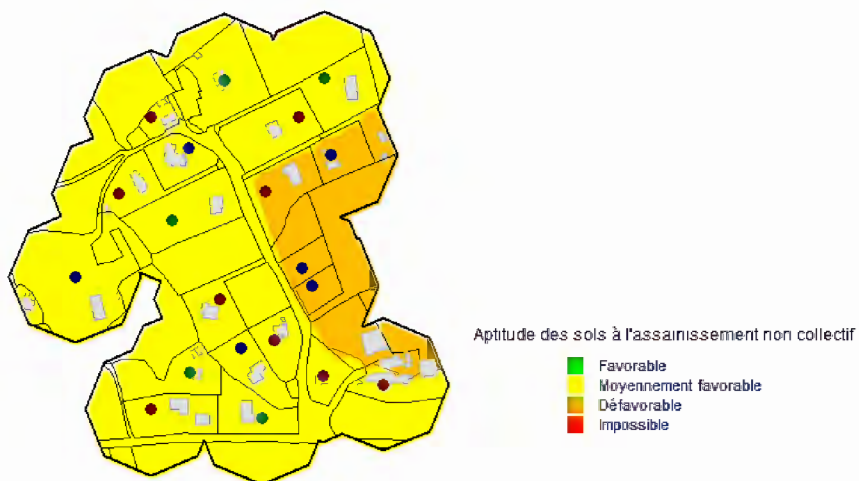 Aptitude des sols à l'assainissement non collectif
Favorable
Moyennement favorable
Défavorable
Impossible